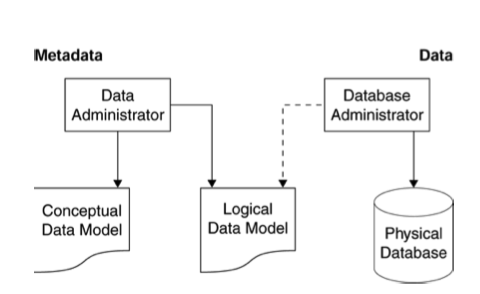 Metadata
Data
Data
Administrator
Database
Administrator
Conceptual
Data Model
Logical
Data Model
Physical
Database